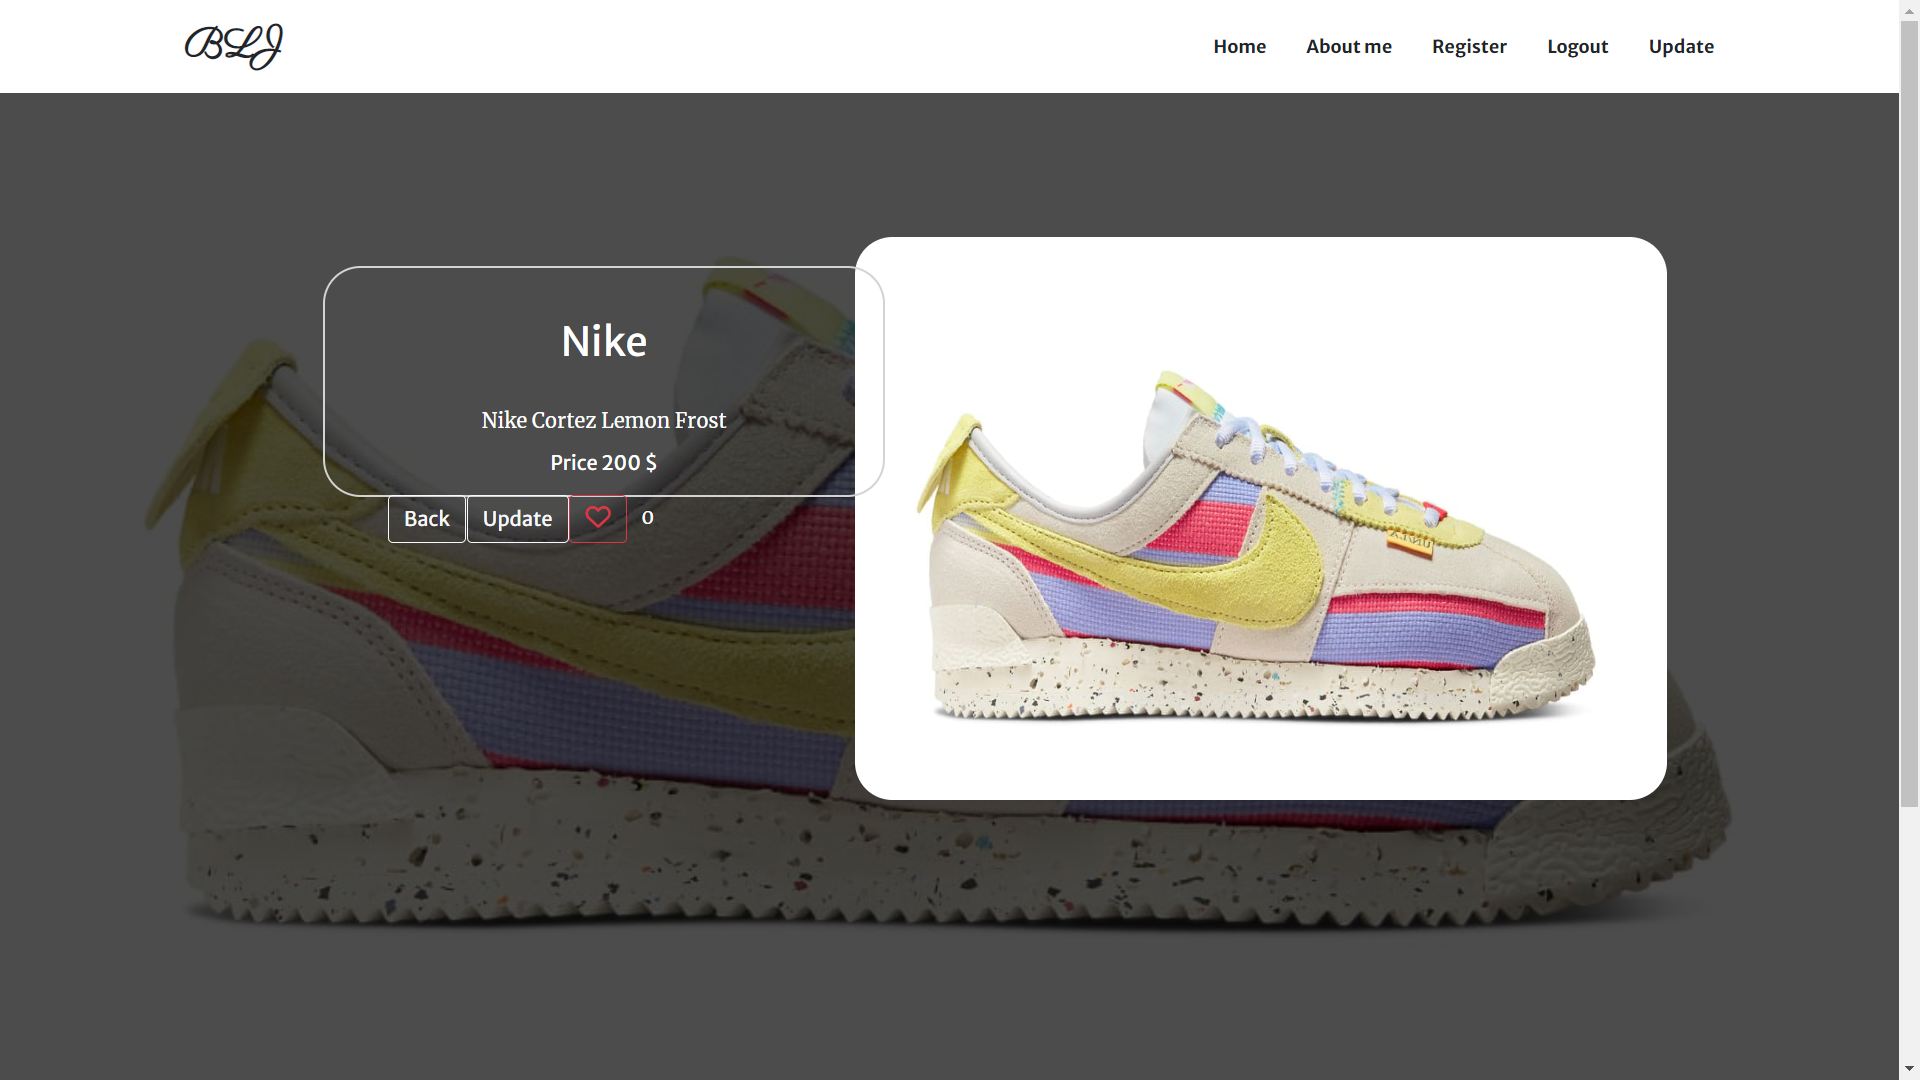 BLJ
Home About me Register Logout Update
Nike
Nike Cortez Lemon Frost
Price 200 $
Back Update 0